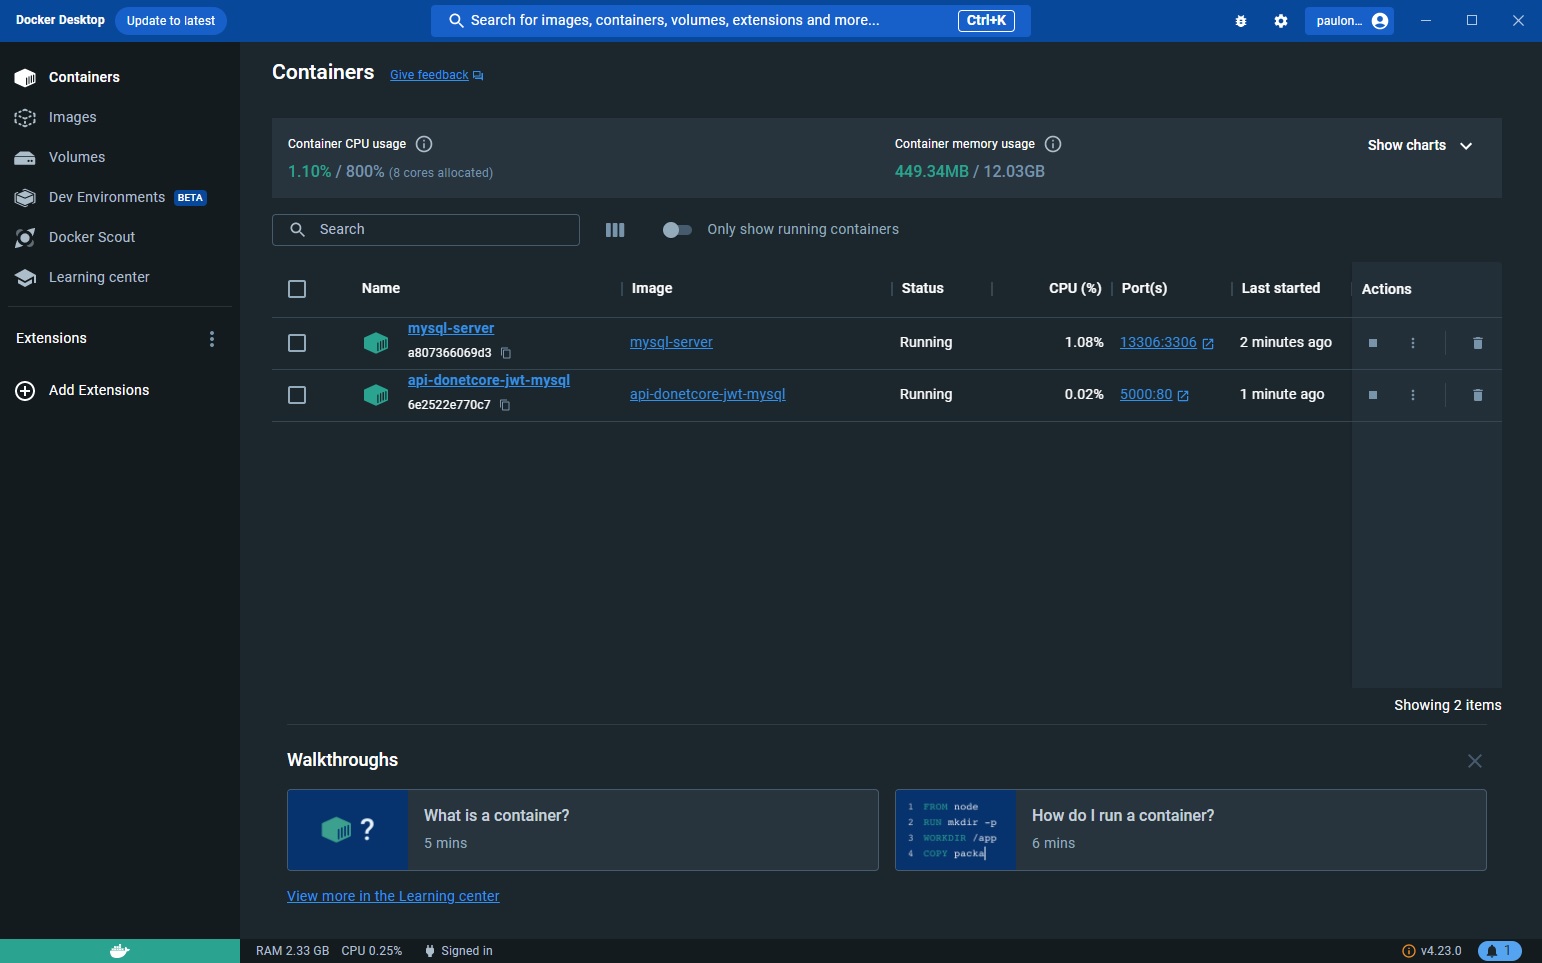 Docker Desktop Update to latest Search for images, containers, volumes, extensions and more... Ctrl+K paulon...
Containers
Images
Volumes
Dev Environments BETA
Docker Scout
Learning center
Extensions
Add Extensions
Containers Give feedback
Container CPU usage
1.10% / 800% (8 cores allocated)
Container memory usage
449.34MB / 12.03GB
Show charts
Search Only show running containers
Name Image Status CPU (%) Port(s) Last started Actions
mysql-server
a807366069d3
mysql-server Running 1.08% 13306:3306 2 minutes ago
api-donetcore-jwt-mysql
6e2522e770c7
api-donetcore-jwt-mysql Running 0.02% 5000:80 1 minute ago
Showing 2 items
Walkthroughs
?
What is a container?
5 mins
1 FROM node
2 RUN mkdir -p
3 WORKDIR /app
4 COPY packa
How do I run a container?
6 mins
View more in the Learning center
RAM 2.33 GB CPU 0.25% Signed in v4.23.0 1